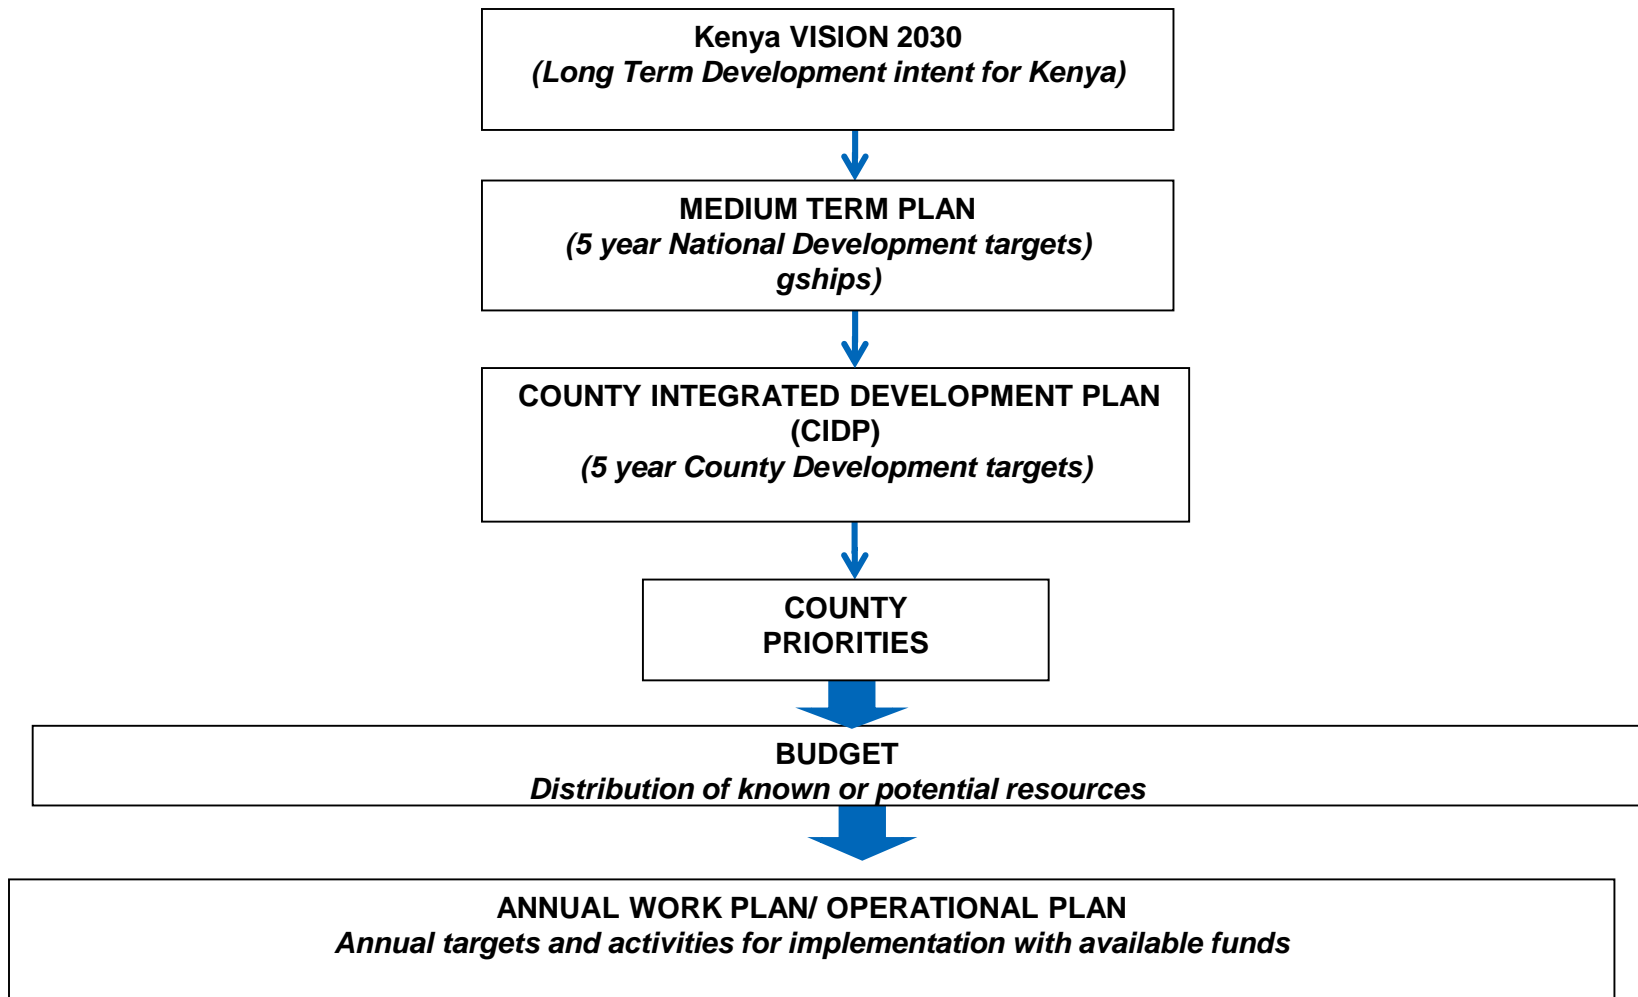 Kenya VISION 2030
(Long Term Development intent for Kenya)
MEDIUM TERM PLAN
(5 year National Development targets)
gships)
COUNTY INTEGRATED DEVELOPMENT PLAN
(CIDP)
(5 year County Development targets)
COUNTY
PRIORITIES
BUDGET
Distribution of known or potential resources
ANNUAL WORK PLAN/ OPERATIONAL PLAN
Annual targets and activities for implementation with available funds